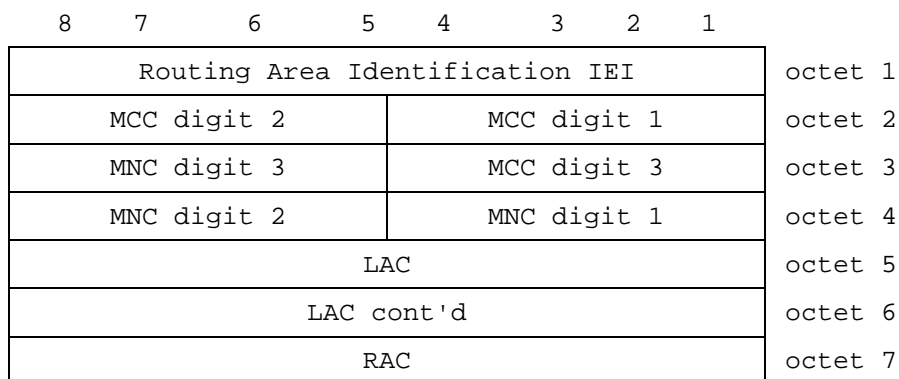 8 7 6 5 4 3 2 1
Routing Area Identification IEI octet 1
MCC digit 2 MCC digit 1 octet 2
MNC digit 3 MCC digit 3 octet 3
MNC digit 2 MNC digit 1 octet 4
LAC octet 5
LAC cont'd octet 6
RAC octet 7